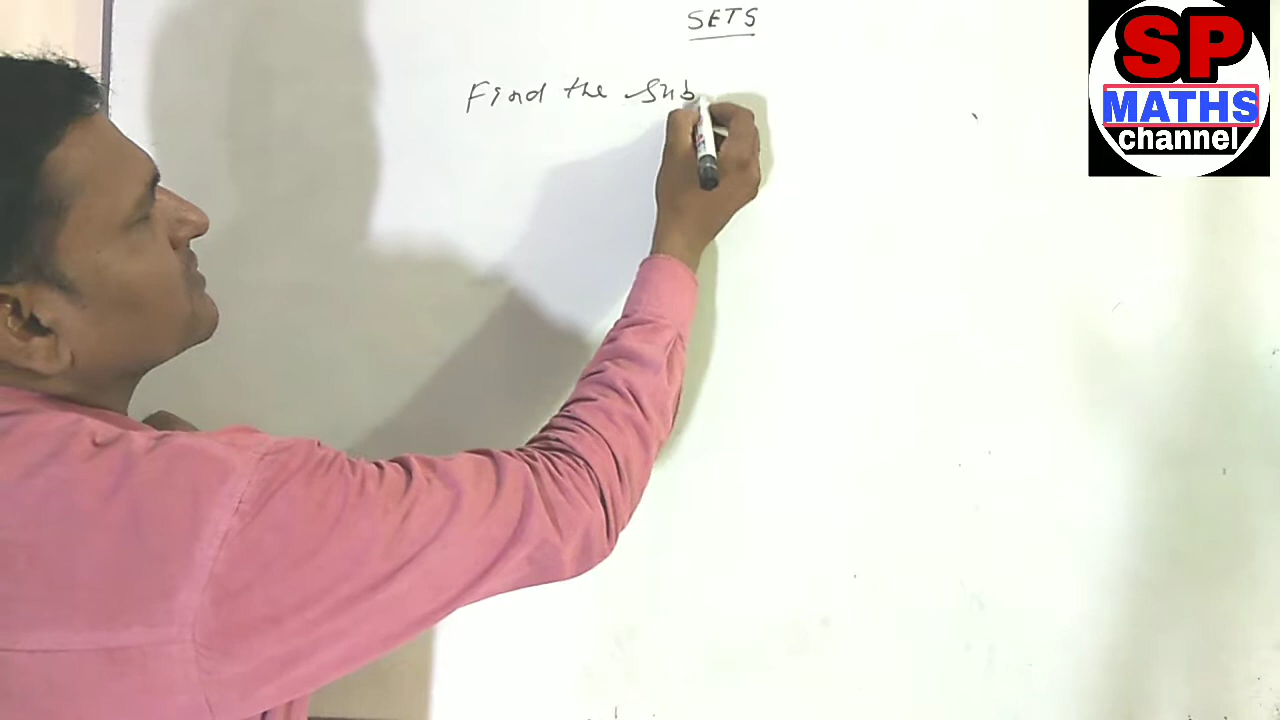 SETS
Find the Sub
SP
MATHS
channel